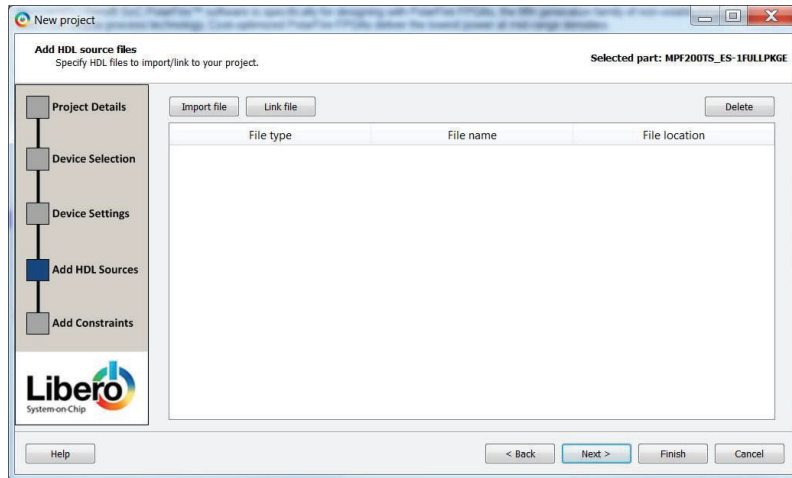 New project
Add HDL source files
Specify HDL files to import/link to your project.
Selected part: MPF200TS_ES-1FULLPKGE
Project Details
Device Selection
Device Settings
Add HDL Sources
Add Constraints
Import file
Link file
Delete
File type
File name
File location
Libero
System-on-Chip
Help
< Back
Next >
Finish
Cancel